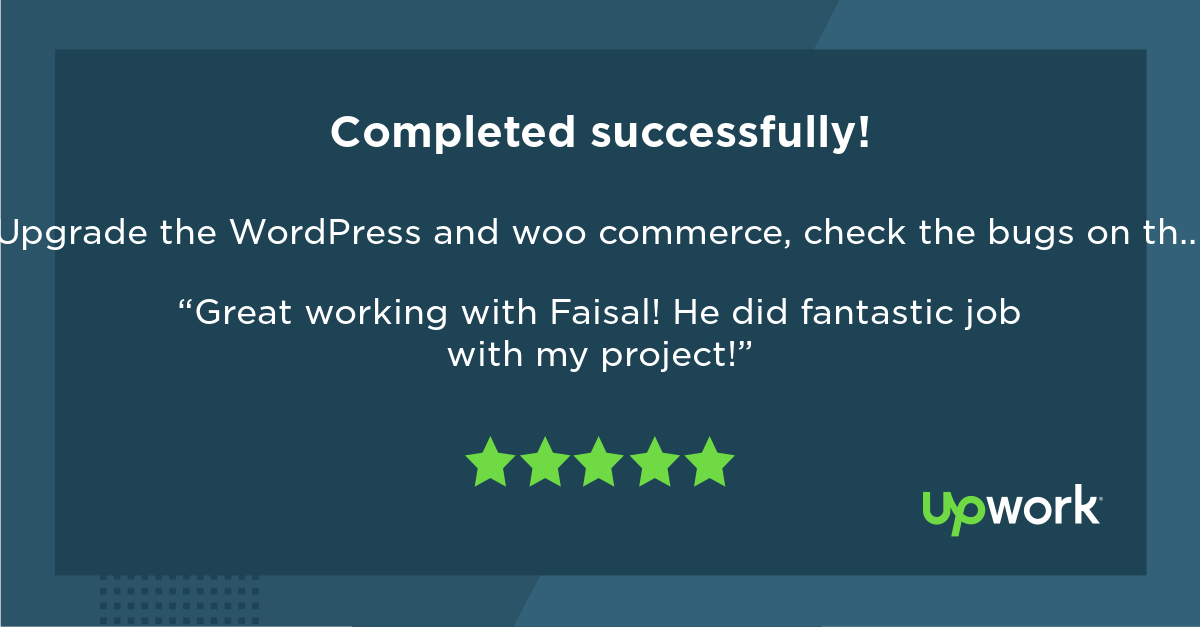 Completed successfully!
Upgrade the WordPress and woo commerce, check the bugs on th...
“Great working with Faisal! He did fantastic job
with my project!”
upwork